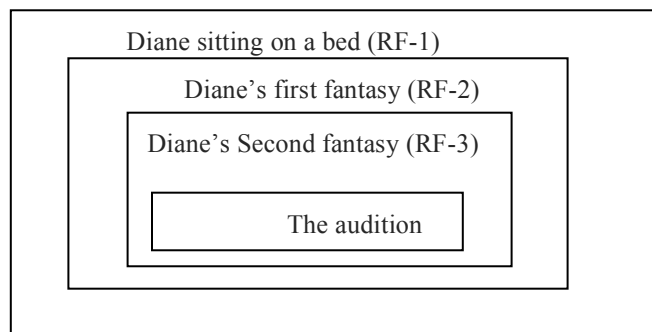 Diane sitting on a bed (RF-1)
Diane’s first fantasy (RF-2)
Diane’s Second fantasy (RF-3)
The audition